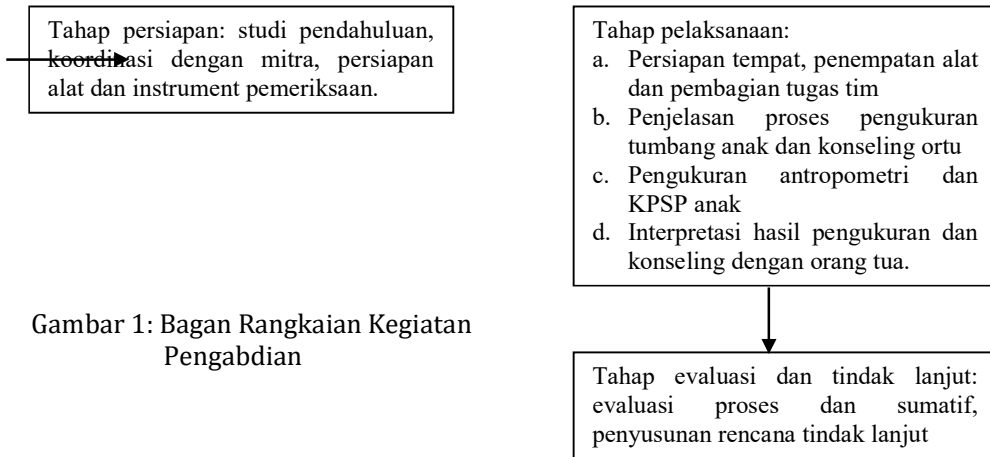 Tahap persiapan: studi pendahuluan,
koordinasi dengan mitra, persiapan
alat dan instrument pemeriksaan.
Tahap pelaksanaan:
a. Persiapan tempat, penempatan alat
dan pembagian tugas tim
b. Penjelasan proses pengukuran
tumbang anak dan konseling ortu
c. Pengukuran antropometri dan
KPSP anak
d. Interpretasi hasil pengukuran dan
konseling dengan orang tua.
Gambar 1: Bagan Rangkaian Kegiatan
Pengabdian
Tahap evaluasi dan tindak lanjut:
evaluasi proses dan sumatif,
penyusunan rencana tindak lanjut